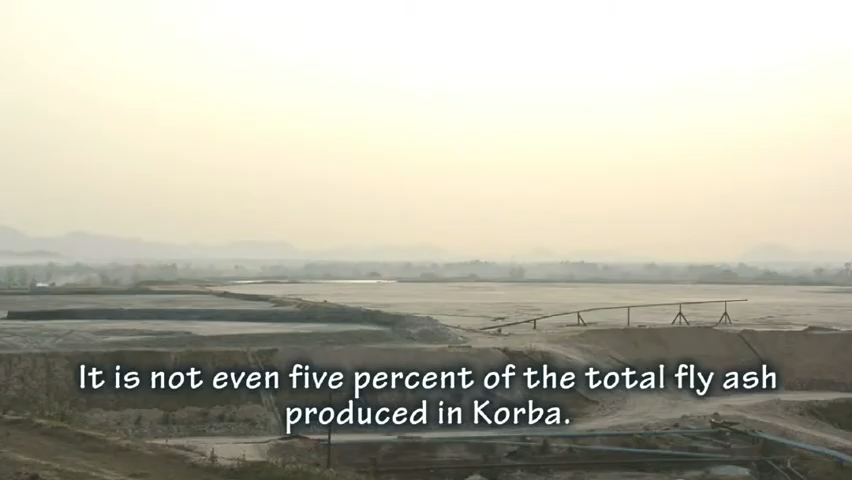 It is not even five percent of the total fly ash
produced in Korba.